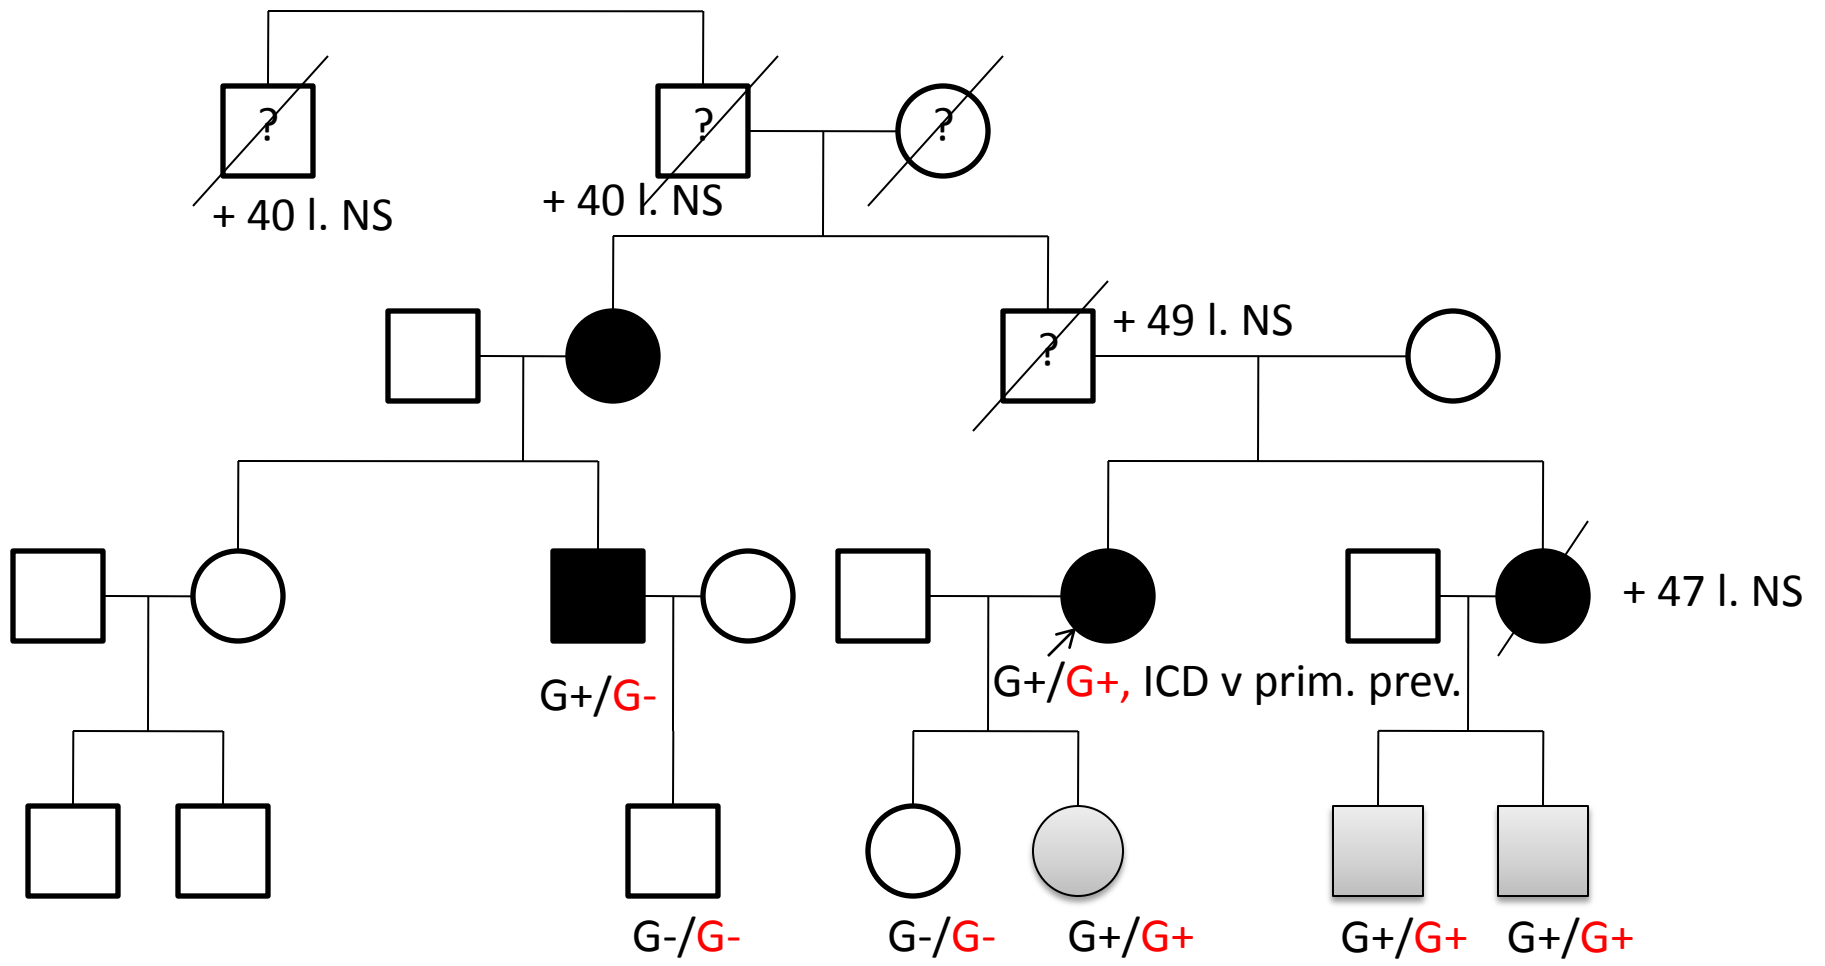 ? ? ?
+ 40 l. NS
+ 40 l. NS
? + 49 l. NS
+ 47 l. NS
G+/G-
G+/G+, ICD v prim. prev.
G-/G-
G-/G-
G+/G+
G+/G+
G+/G+